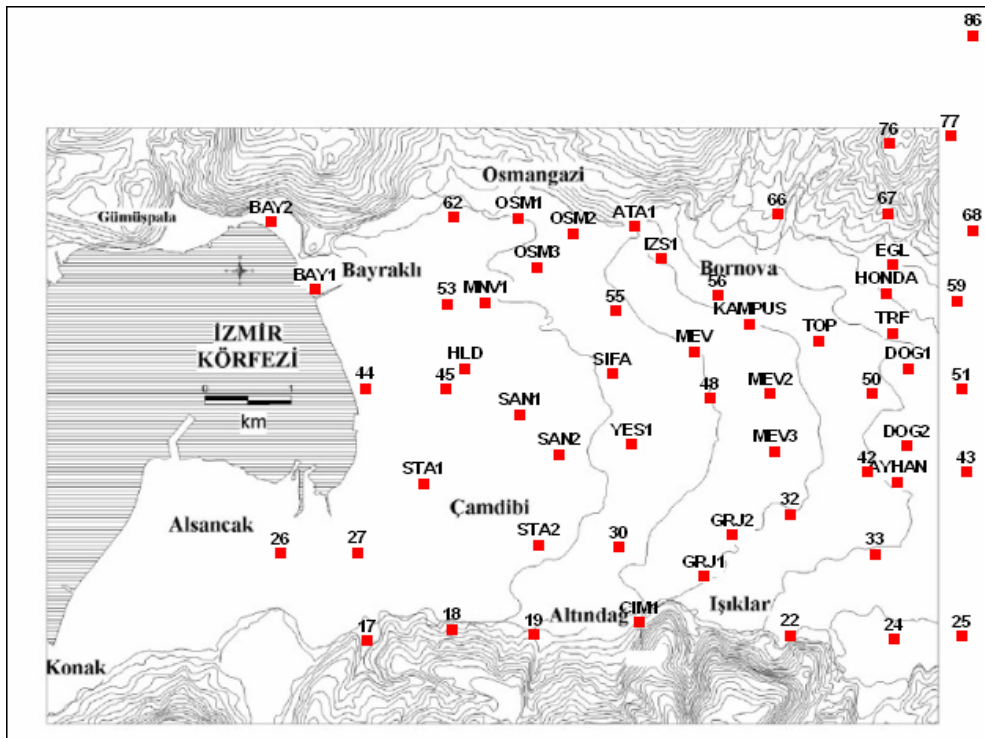 86
77
76
Osmangazi
66
67
62
OSM1
OSM2
ATA1
BAY2
Gümüşpala
68
IZS1
EGL
OSM3
Bayraklı
Bornova
BAY1
HONDA
59
53
MNV1
55
56
KAMPUS
TRF
İZMİR
KÖRFEZİ
MEV
TOP
DOG1
HLD
SIFA
44
45
MEV2
50
51
0 1
km
48
SAN1
YES1
SAN2
MEV3
DOG2
STA1
42
AYHAN
43
Çamdibi
32
Alsancak
GRJ2
STA2
30
26
27
33
GRJ1
Işıklar
CIM1
Altındağ
17
18
19
22
24
25
Konak